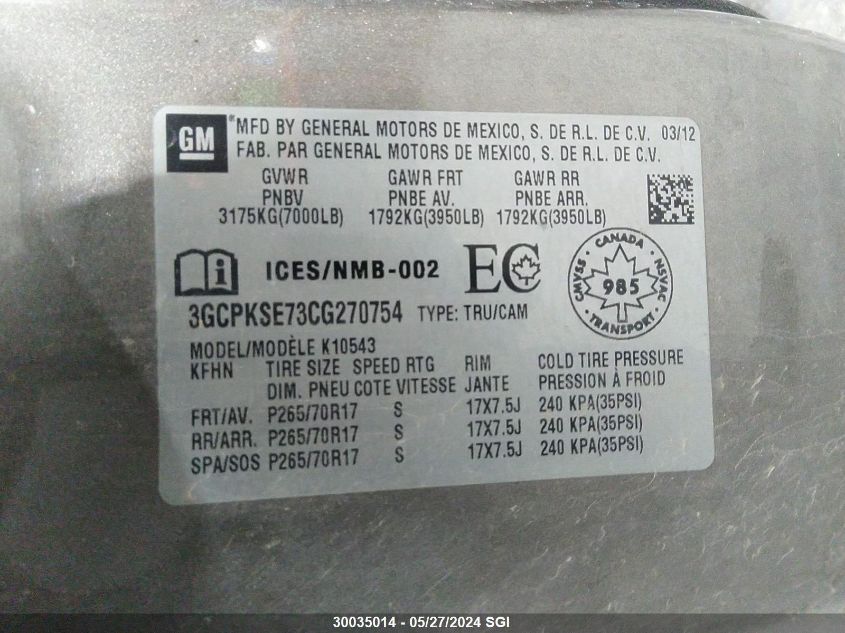 GM
® MFD BY GENERAL MOTORS DE MEXICO, S. DE R.L. DE C.V. 03/12
FAB. PAR GENERAL MOTORS DE MEXICO, S. DE R.L. DE C.V.
GVWR GAWR FRT GAWR RR
PNBV PNBE AV. PNBE ARR.
3175KG(7000LB) 1792KG(3950LB) 1792KG(3950LB)
ICES/NMB-002 EC
CANADA CMVSS NSVAC 985 TRANSPORT
3GCPKSE73CG270754 TYPE: TRU/CAM
MODEL/MODÈLE K10543
KFHN TIRE SIZE SPEED RTG RIM COLD TIRE PRESSURE
DIM. PNEU COTE VITESSE JANTE PRESSION À FROID
FRT/AV. P265/70R17 S 17X7.5J 240 KPA(35PSI)
RR/ARR. P265/70R17 S 17X7.5J 240 KPA(35PSI)
SPA/SOS P265/70R17 S 17X7.5J 240 KPA(35PSI)
30035014 - 05/27/2024 SGI